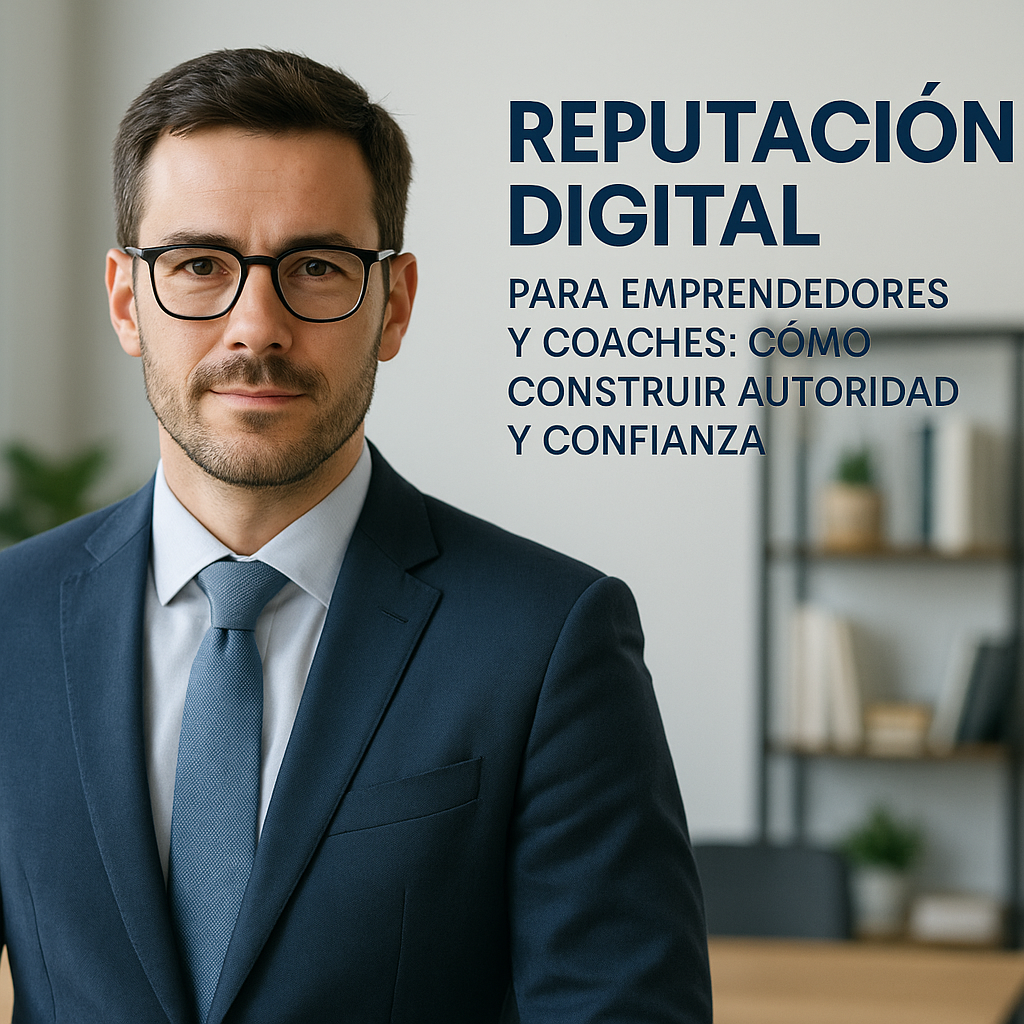 REPUTACIÓN
DIGITAL
PARA EMPRENDEDORES
Y COACHES: CÓMO
CONSTRUIR AUTORIDAD
Y CONFIANZA